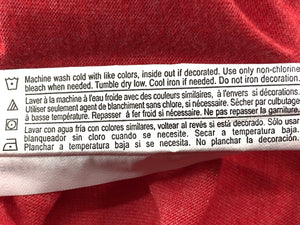 Machine wash cold with like colors, inside out if decorated. Use only non-chlorine
bleach when needed. Tumble dry low. Cool iron if needed. Do not iron decoration.
Laver à la machine à l'eau froide avec des couleurs similaires, à l'envers si décorations.
Utiliser seulement agent de blanchiment sans chlore, si nécessaire. Sécher par culbutage
à basse température. Repasser à fer froid si nécessaire. Ne pas repasser la garniture.
Lavar con agua fría con colores similares, voltear al revés si está decorado. Sólo usar
blanqueador sin cloro cuando se necesite. Secar a temperatura baja.
Planchar a temperatura baja si se necesita. No planchar la decoración.